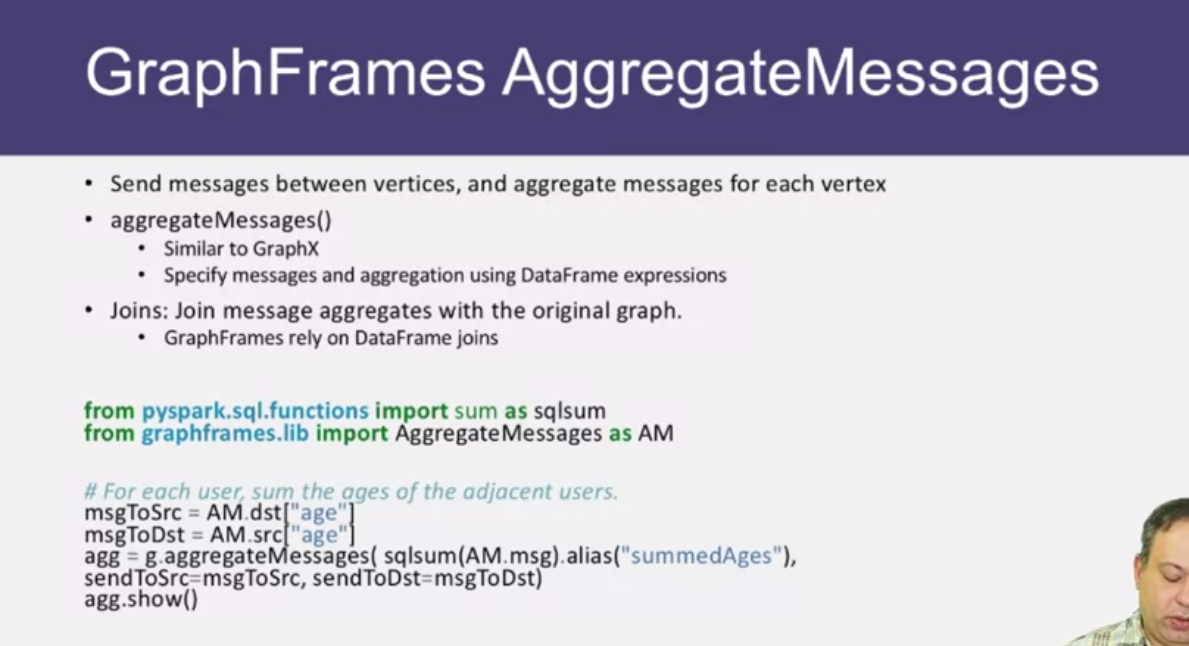 GraphFrames AggregateMessages
• Send messages between vertices, and aggregate messages for each vertex
• aggregateMessages()
• Similar to GraphX
• Specify messages and aggregation using DataFrame expressions
• Joins: Join message aggregates with the original graph.
• GraphFrames rely on DataFrame joins
from pyspark.sql.functions import sum as sqlsum
from graphframes.lib import AggregateMessages as AM
# For each user, sum the ages of the adjacent users.
msgToSrc = AM.dst["age"]
msgToDst = AM.src["age"]
agg = g.aggregateMessages( sqlsum(AM.msg).alias("summedAges"),
sendToSrc=msgToSrc, sendToDst=msgToDst)
agg.show()